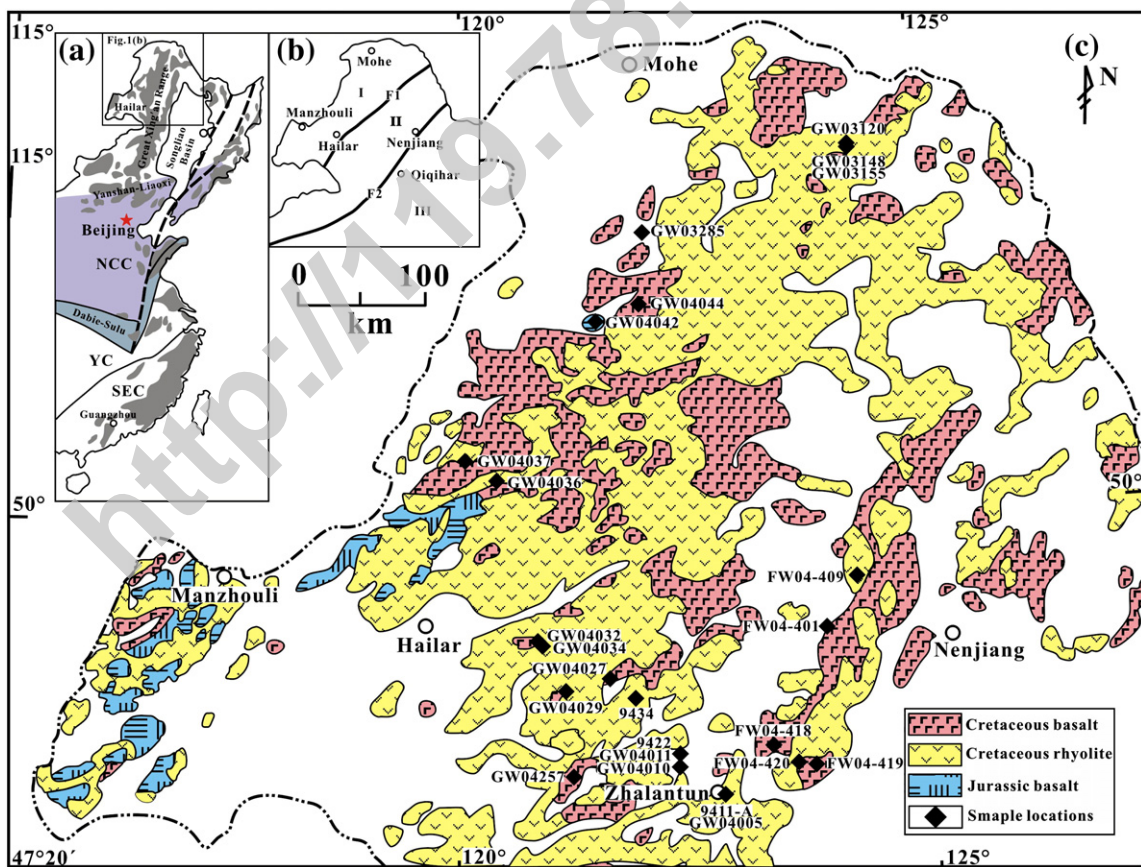 115°
120°
125°
(a)
Fig.1(b)
Hailar
Great Xing'an Range
Songliao
Basin
Yanshan-Liaoxi
Beijing
NCC
Dabie-Sulu
YC
SEC
Guangzhou
(b)
Mohe
I
F1
Manzhouli
II
Hailar
Nenjiang
Qiqihar
F2
III
0 100
km
(c)
N
Mohe
115°
GW03120
GW03148
GW03155
GW03285
GW04044
GW04042
GW04037
GW04036
50°
50°
Manzhouli
FW04-409
Hailar
FW04-401
Nenjiang
GW04032
GW04034
GW04027
GW04029
9434
FW04-418
9422
GW04011
GW04010
FW04-420
FW04-419
GW04257
Zhalantun
9411-A
GW04005
Cretaceous basalt
Cretaceous rhyolite
Jurassic basalt
Smaple locations
47°20'
120°
125°
http://119.78.